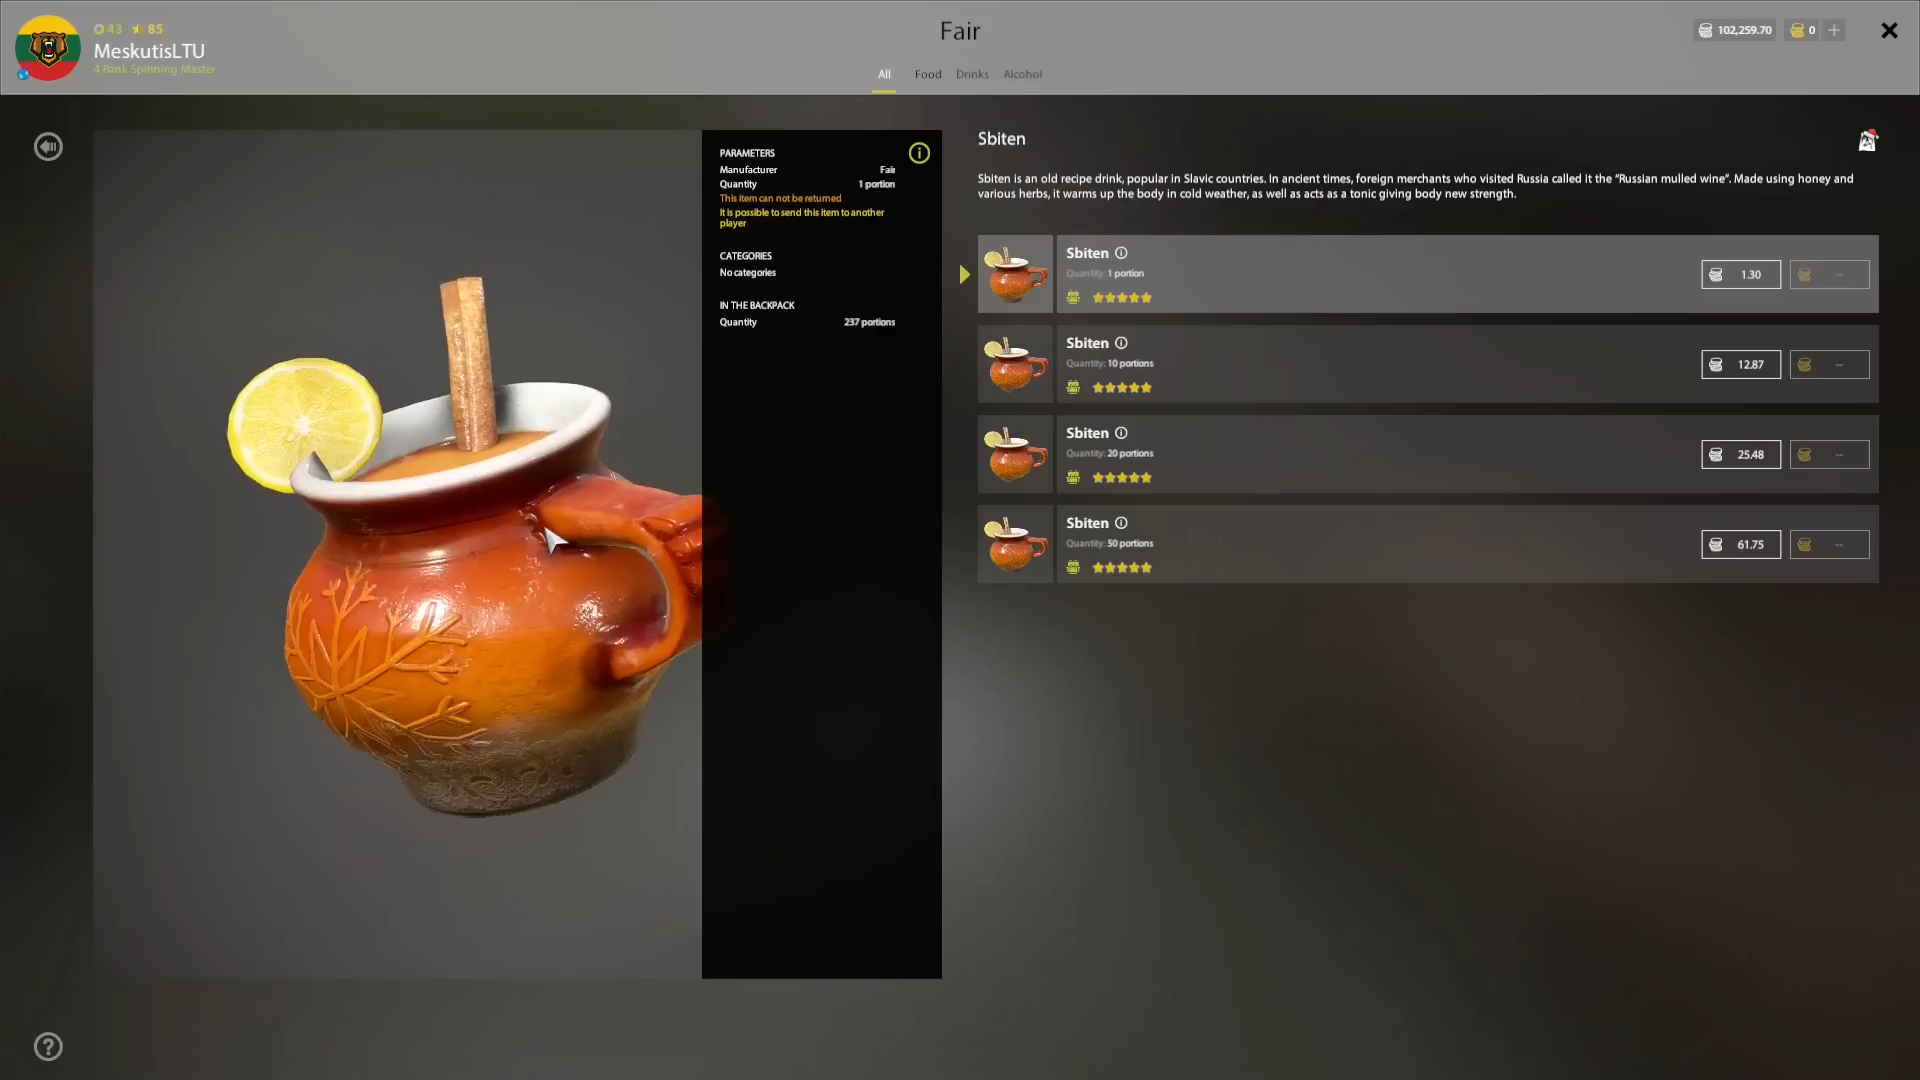 43 85
MeskutisLTU
4 Rank Spinning Master
Fair
All Food Drinks Alcohol
102,259.70 0 +
PARAMETERS
Manufacturer Fair
Quantity 1 portion
This item can not be returned
It is possible to send this item to another
player
CATEGORIES
No categories
IN THE BACKPACK
Quantity 237 portions
Sbiten
Sbiten is an old recipe drink, popular in Slavic countries. In ancient times, foreign merchants who visited Russia called it the “Russian mulled wine”. Made using honey and
various herbs, it warms up the body in cold weather, as well as acts as a tonic giving body new strength.
Sbiten
Quantity: 1 portion
1.30 --
Sbiten
Quantity: 10 portions
12.87 --
Sbiten
Quantity: 20 portions
25.48 --
Sbiten
Quantity: 50 portions
61.75 --